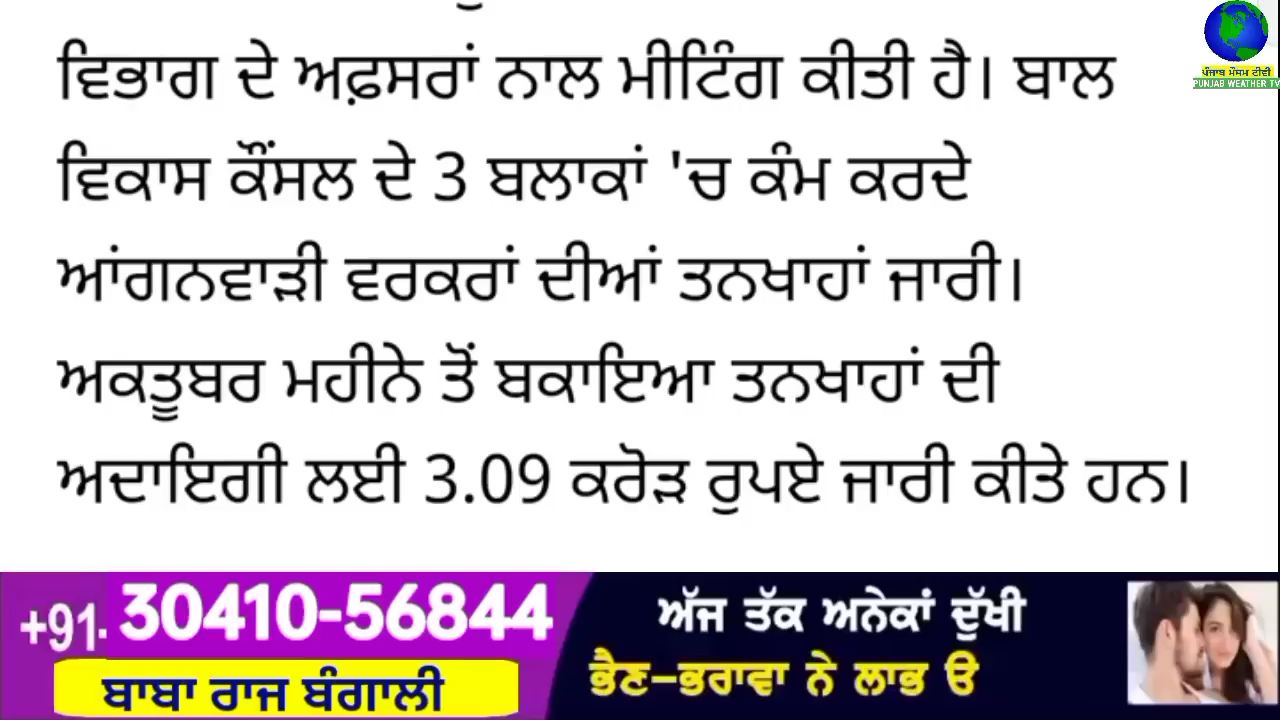 ਵਿਭਾਗ ਦੇ ਅਫ਼ਸਰਾਂ ਨਾਲ ਮੀਟਿੰਗ ਕੀਤੀ ਹੈ। ਬਾਲ
ਵਿਕਾਸ ਕੌਂਸਲ ਦੇ 3 ਬਲਾਕਾਂ 'ਚ ਕੰਮ ਕਰਦੇ
ਆਂਗਨਵਾੜੀ ਵਰਕਰਾਂ ਦੀਆਂ ਤਨਖਾਹਾਂ ਜਾਰੀ।
ਅਕਤੂਬਰ ਮਹੀਨੇ ਤੋਂ ਬਕਾਇਆ ਤਨਖਾਹਾਂ ਦੀ
ਅਦਾਇਗੀ ਲਈ 3.09 ਕਰੋੜ ਰੁਪਏ ਜਾਰੀ ਕੀਤੇ ਹਨ।
ਪੰਜਾਬ ਮੌਸਮ ਟੀਵੀ
PUNJAB WEATHER TV
+91- 30410-56844
ਬਾਬਾ ਰਾਜ ਬੰਗਾਲੀ
ਅੱਜ ਤੱਕ ਅਨੇਕਾਂ ਦੁੱਖੀ
ਭੈਣ-ਭਰਾਵਾ ਨੇ ਲਾਭ ੳ